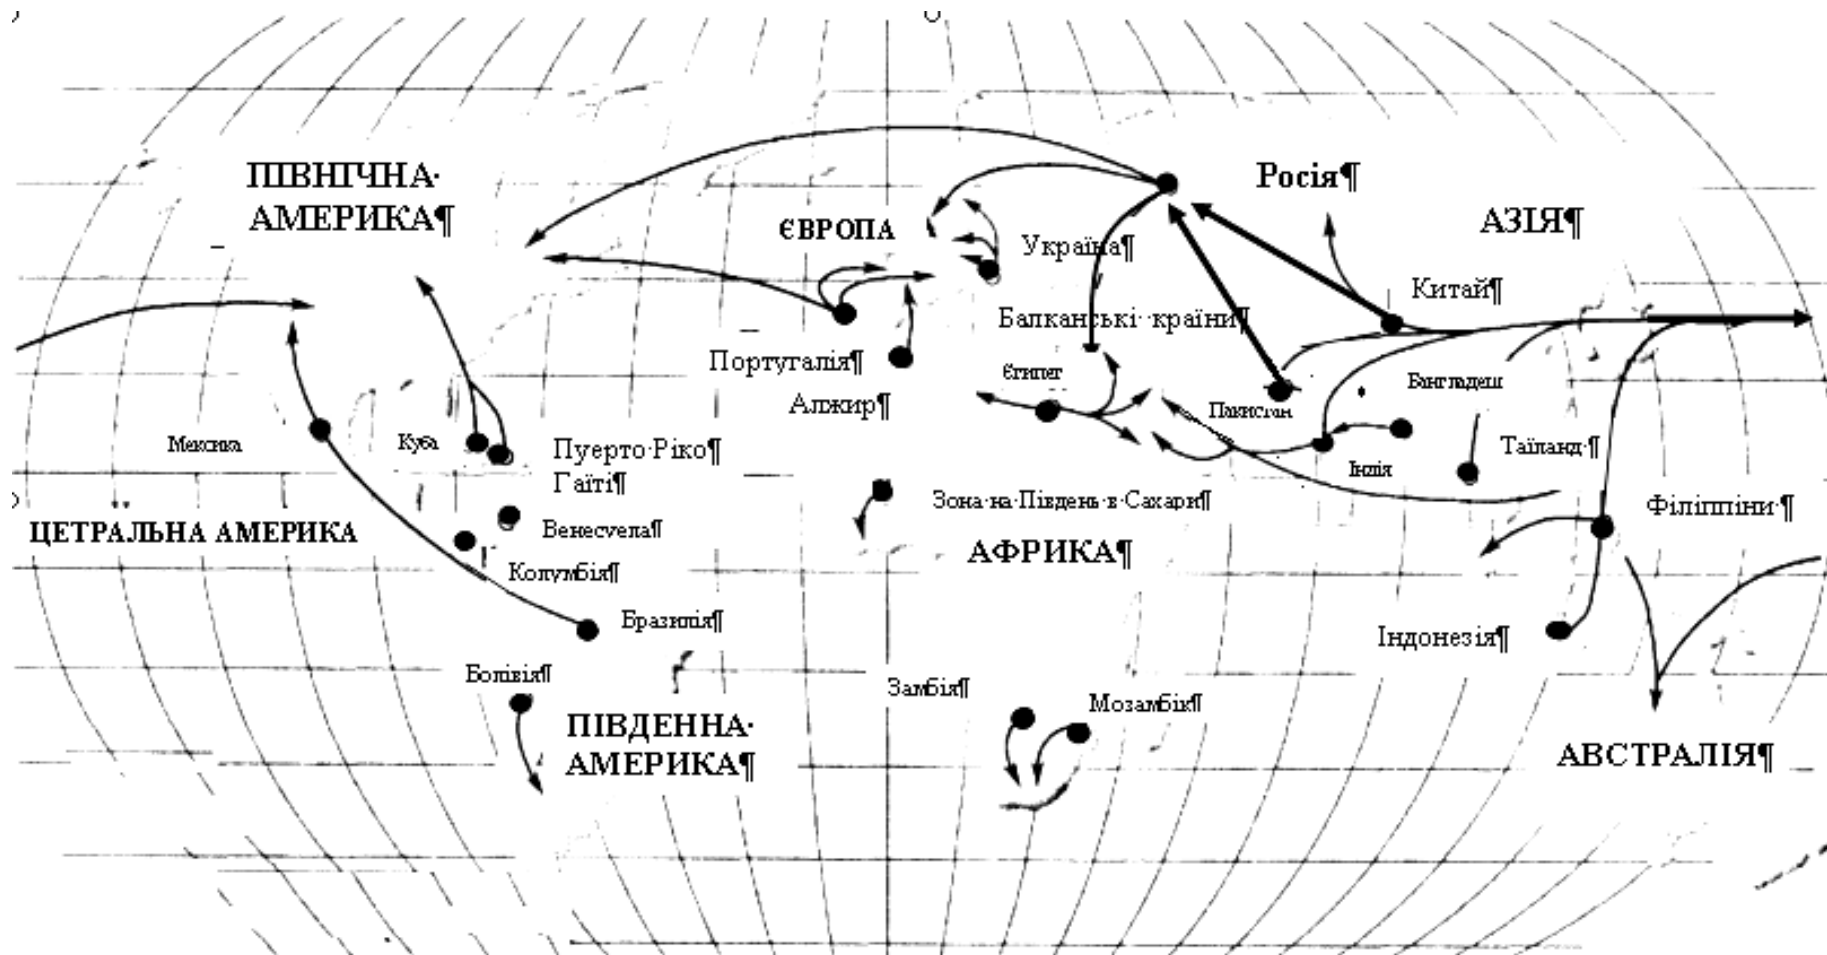 ПІВНІЧНА·
АМЕРИКА¶
Росія¶
АЗІЯ¶
ЄВРОПА
Україна¶
Китай¶
Балканські··країни¶
Португалія¶
Єгипет
Бангладеш
Алжир¶
Пакистан
Мексика
Куба
Пуерто·Ріко¶
Гаїті¶
Таїланд·¶
Індія
Зона·на·Південь·в·Сахари¶
Філіппіни·¶
ЦЕТРАЛЬНА АМЕРИКА
Венесуела¶
АФРИКА¶
Колумбія¶
Бразилія¶
Індонезія¶
Болівія¶
Замбія¶
Мозамбік¶
ПІВДЕННА·
АМЕРИКА¶
АВСТРАЛІЯ¶